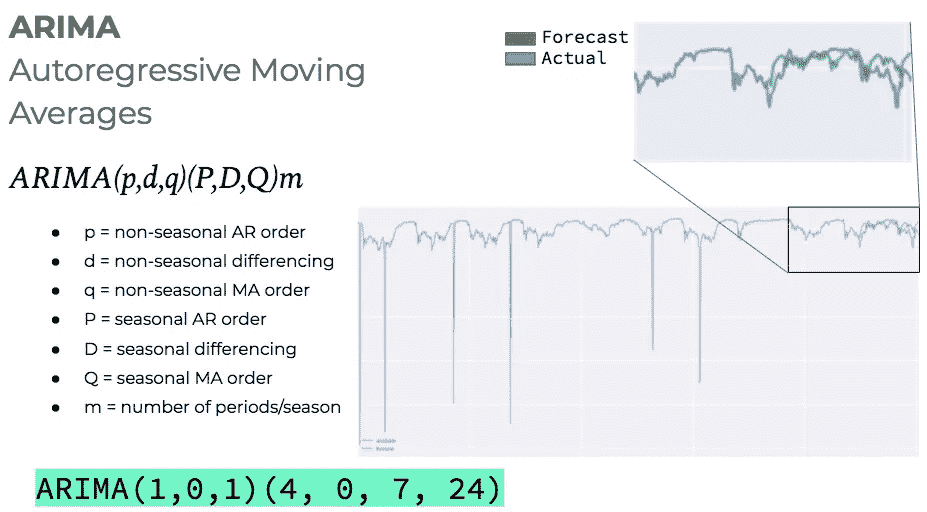 ARIMA
Autoregressive Moving
Averages
ARIMA(p,d,q)(P,D,Q)m
p = non-seasonal AR order
d = non-seasonal differencing
q = non-seasonal MA order
P = seasonal AR order
D = seasonal differencing
Q = seasonal MA order
m = number of periods/season
Forecast
Actual
ARIMA(1,0,1)(4, 0, 7, 24)